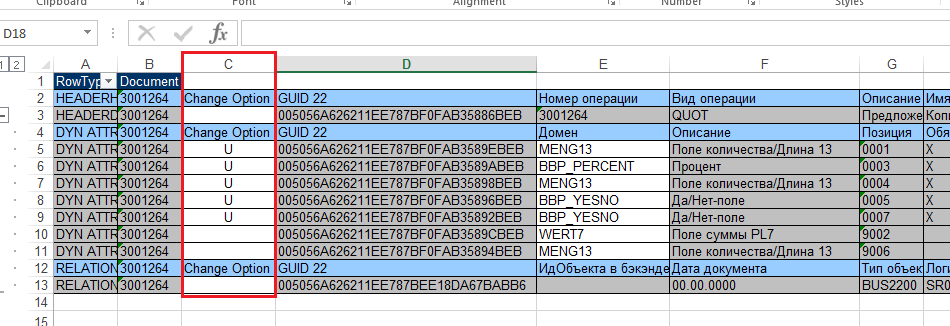 Clipboard Font Alignment Number Styles
D18 fx
1 2 A B C D E F G
1 RowTyp Document
2 HEADERH 3001264 Change Option GUID 22 Номер операции Вид операции Описание Имя
3 HEADERD 3001264 005056A626211EE787BF0FAB35886BEB 3001264 QUOT Предложе Копи
4 DYN ATTR 3001264 Change Option GUID 22 Домен Описание Позиция Обя
5 DYN ATTR 3001264 U 005056A626211EE787BF0FAB3589EBEB MENG13 Поле количества/Длина 13 0001 X
6 DYN ATTR 3001264 U 005056A626211EE787BF0FAB3589ABEB BBP_PERCENT Процент 0003 X
7 DYN ATTR 3001264 U 005056A626211EE787BF0FAB35898BEB MENG13 Поле количества/Длина 13 0004 X
8 DYN ATTR 3001264 U 005056A626211EE787BF0FAB35896BEB BBP_YESNO Да/Нет-поле 0005 X
9 DYN ATTR 3001264 U 005056A626211EE787BF0FAB35892BEB BBP_YESNO Да/Нет-поле 0007 X
10 DYN ATTR 3001264 005056A626211EE787BF0FAB3589CBEB WERT7 Поле суммы PL7 9002
11 DYN ATTR 3001264 005056A626211EE787BF0FAB35894BEB MENG13 Поле количества/Длина 13 9006
12 RELATION 3001264 Change Option GUID 22 ИдОбъекта в бэкэнде Дата документа Тип объек Логи
13 RELATION 3001264 005056A626211EE787BEE18DA67BABB6 00.00.0000 BUS2200 SR0
14
15